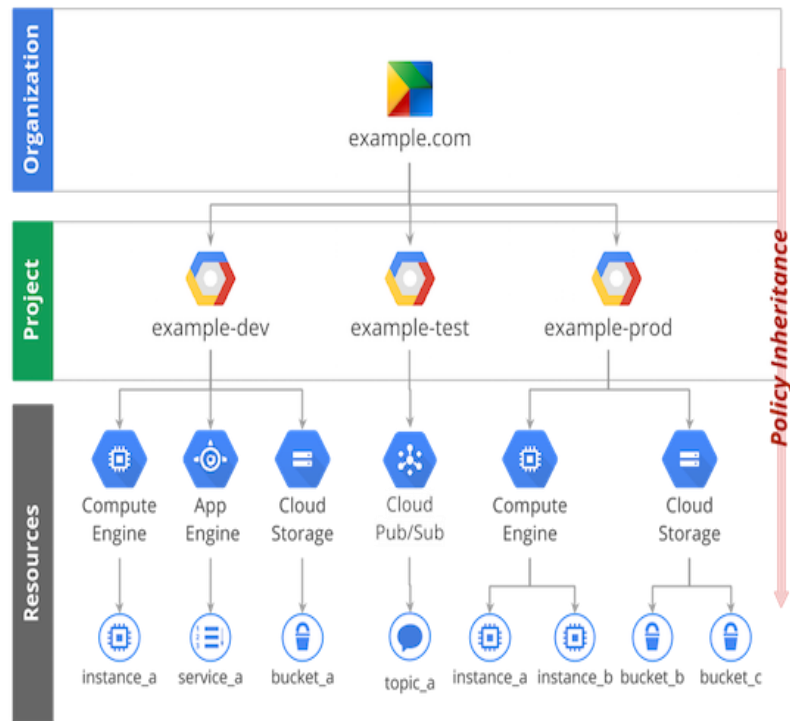 Organization
example.com
Project
example-dev
example-test
example-prod
Policy Inheritance
Resources
Compute
Engine
App
Engine
Cloud
Storage
Cloud
Pub/Sub
Compute
Engine
Cloud
Storage
instance_a
service_a
bucket_a
topic_a
instance_a
instance_b
bucket_b
bucket_c